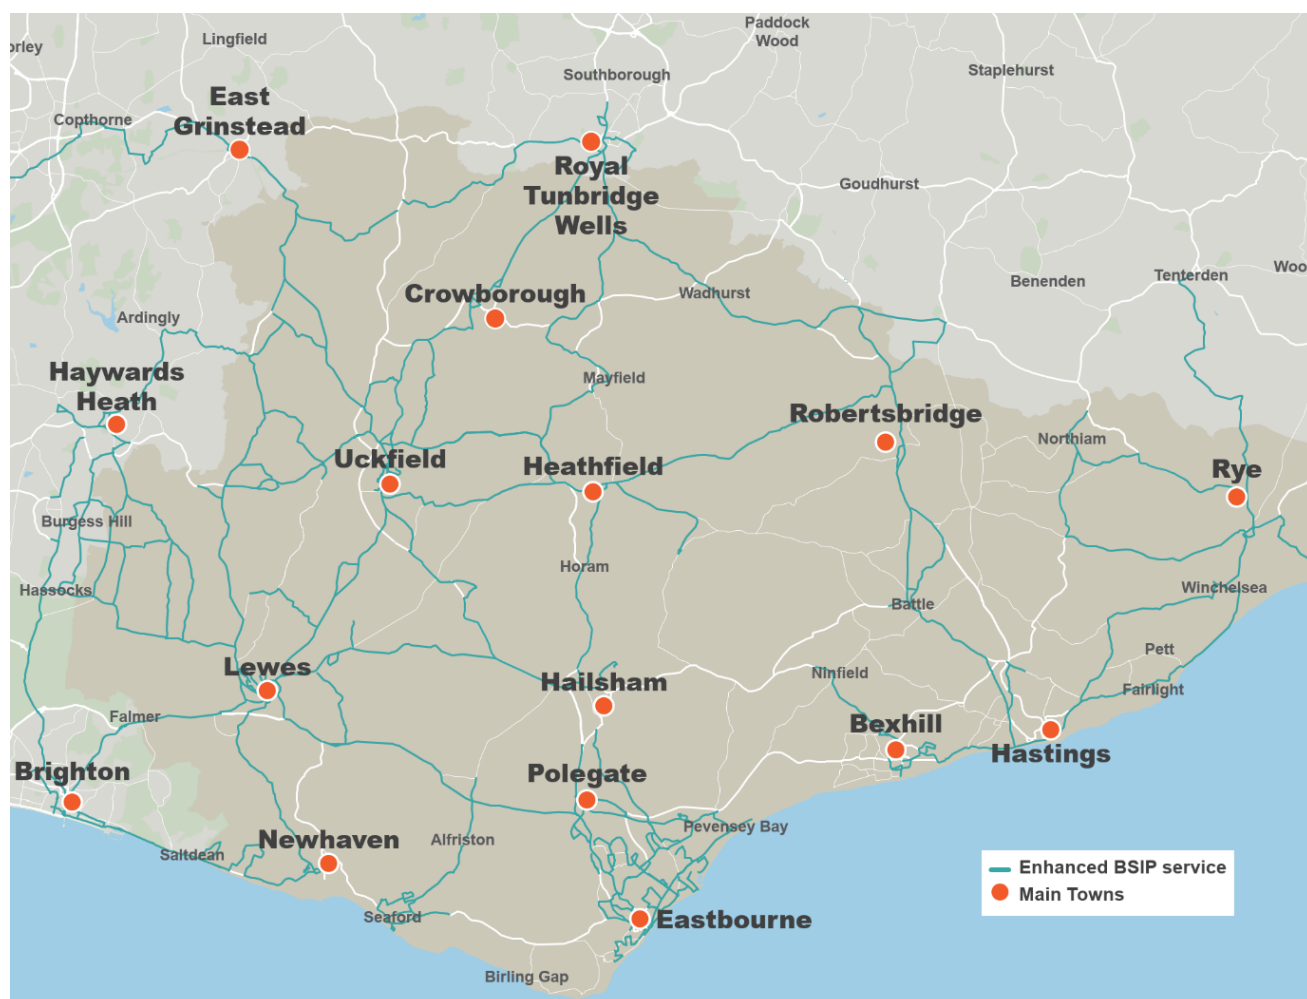 Paddock
Wood
orley
Lingfield
Southborough
Staplehurst
East
Grinstead
Copthorne
Royal
Tunbridge
Wells
Goudhurst
Benenden
Tenterden
Woo
Crowborough
Wadhurst
Ardingly
Haywards
Heath
Mayfield
Robertsbridge
Northiam
Uckfield
Heathfield
Rye
Burgess Hill
Horam
Hassocks
Winchelsea
Battle
Lewes
Hailsham
Ninfield
Pett
Fairlight
Falmer
Bexhill
Hastings
Brighton
Polegate
Newhaven
Alfriston
Pevensey Bay
Saltdean
Seaford
Eastbourne
Birling Gap
Enhanced BSIP service
Main Towns